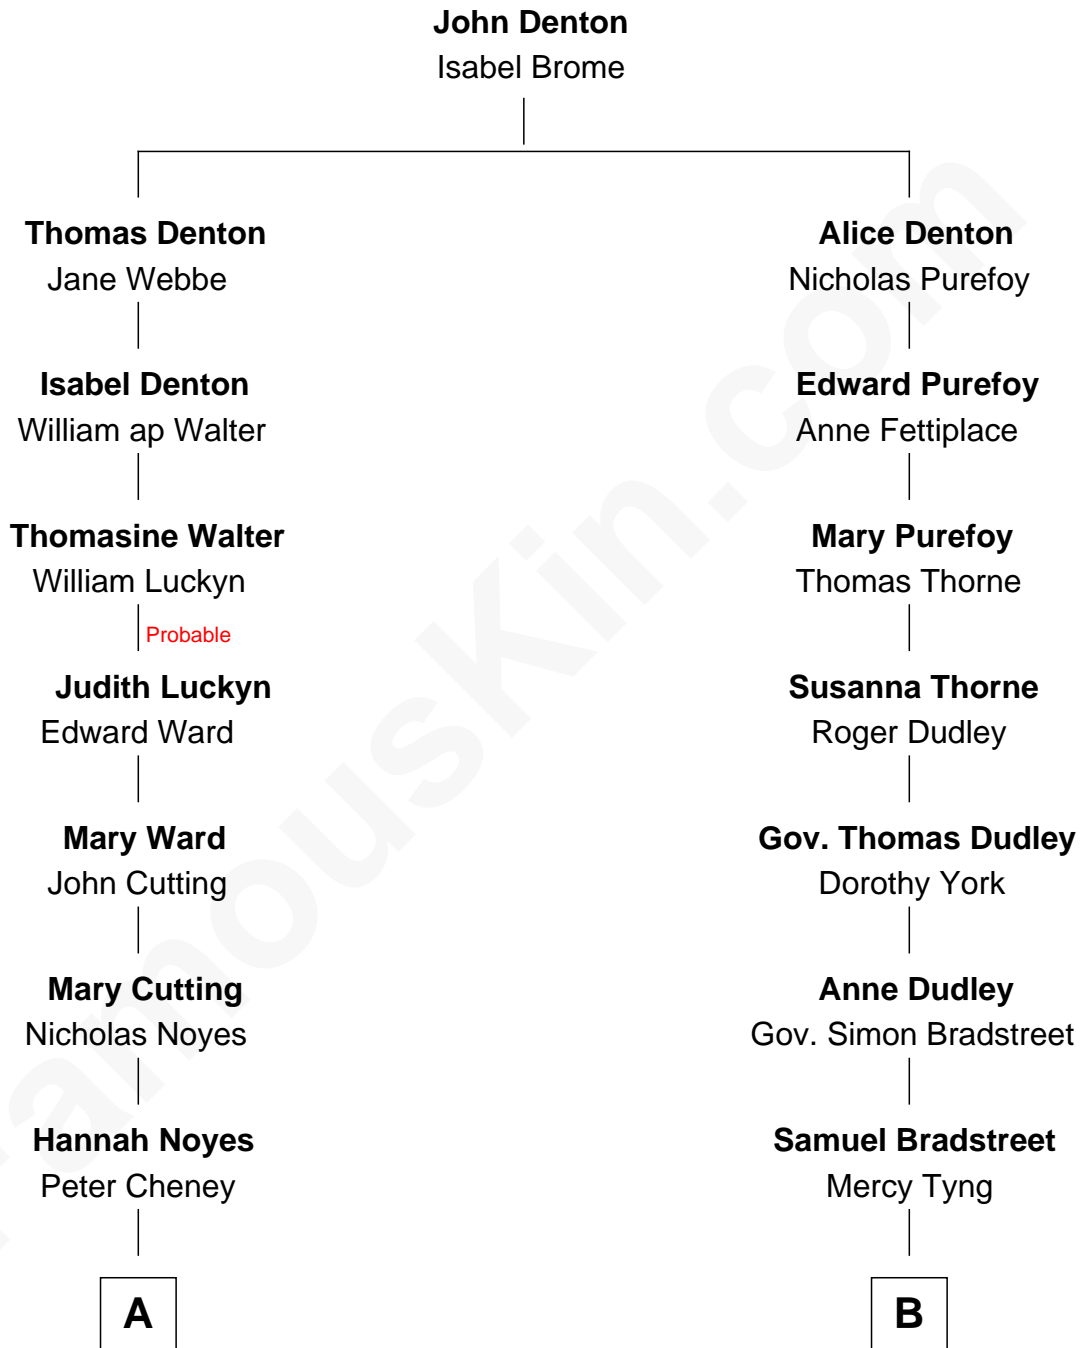 John Denton
Isabel Brome
Thomas Denton
Jane Webbe
Alice Denton
Nicholas Purefoy
Isabel Denton
William ap Walter
Edward Purefoy
Anne Fettiplace
Thomasine Walter
William Luckyn
Mary Purefoy
Thomas Thorne
Probable
Judith Luckyn
Edward Ward
Susanna Thorne
Roger Dudley
Mary Ward
John Cutting
Gov. Thomas Dudley
Dorothy York
Mary Cutting
Nicholas Noyes
Anne Dudley
Gov. Simon Bradstreet
Hannah Noyes
Peter Cheney
Samuel Bradstreet
Mercy Tyng
A
B
FamousKin.com